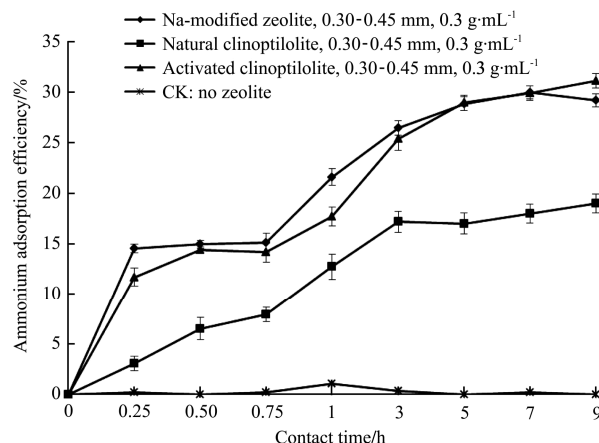 Na-modified zeolite, 0.30-0.45 mm, 0.3 g·mL⁻¹
Natural clinoptilolite, 0.30-0.45 mm, 0.3 g·mL⁻¹
Activated clinoptilolite, 0.30-0.45 mm, 0.3 g·mL⁻¹
CK: no zeolite
Ammonium adsorption efficiency/%
35
30
25
20
15
10
5
0
0 0.25 0.50 0.75 1 3 5 7 9
Contact time/h